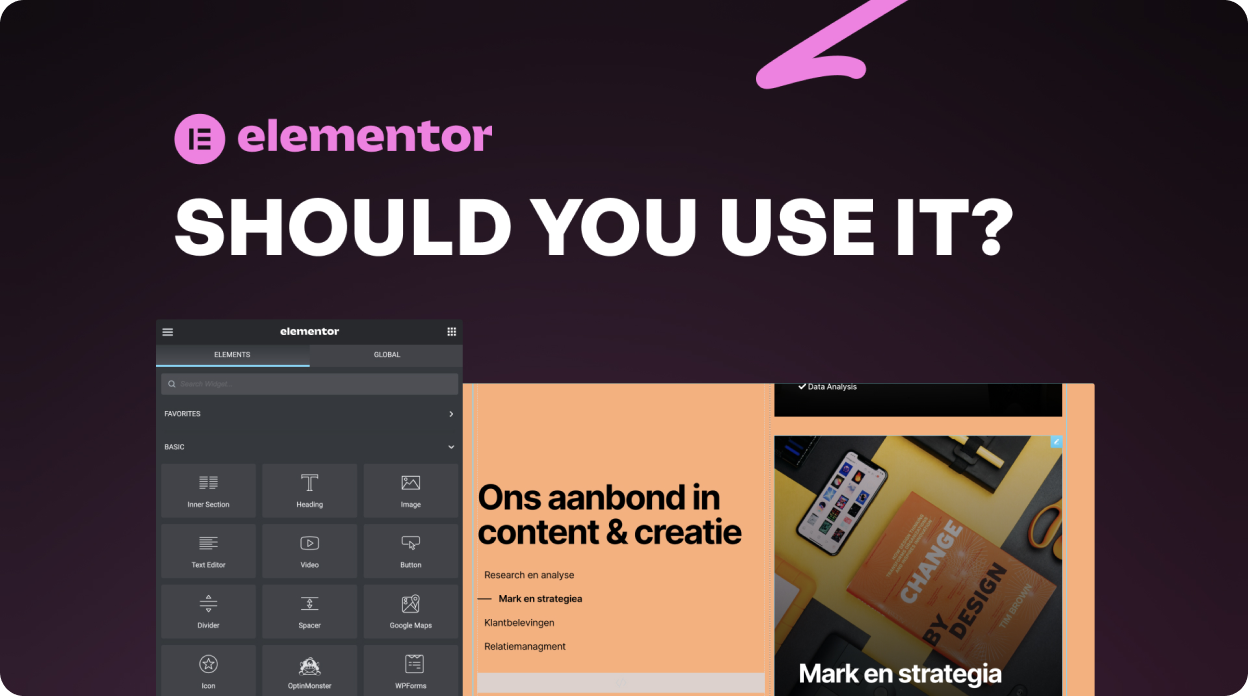 elementor
SHOULD YOU USE IT?
elementor
ELEMENTS
GLOBAL
Search Widget...
FAVORITES
BASIC
Inner Section
Heading
Image
Text Editor
Video
Button
Divider
Spacer
Google Maps
Icon
OptinMonster
WPForms
Ons aanbond in
content & creatie
Research en analyse
Mark en strategiea
Klantbelevingen
Relatiemanagment
Data Analysis
CHANGE
BY
DESIGN
TIM BROWN
Mark en strategia